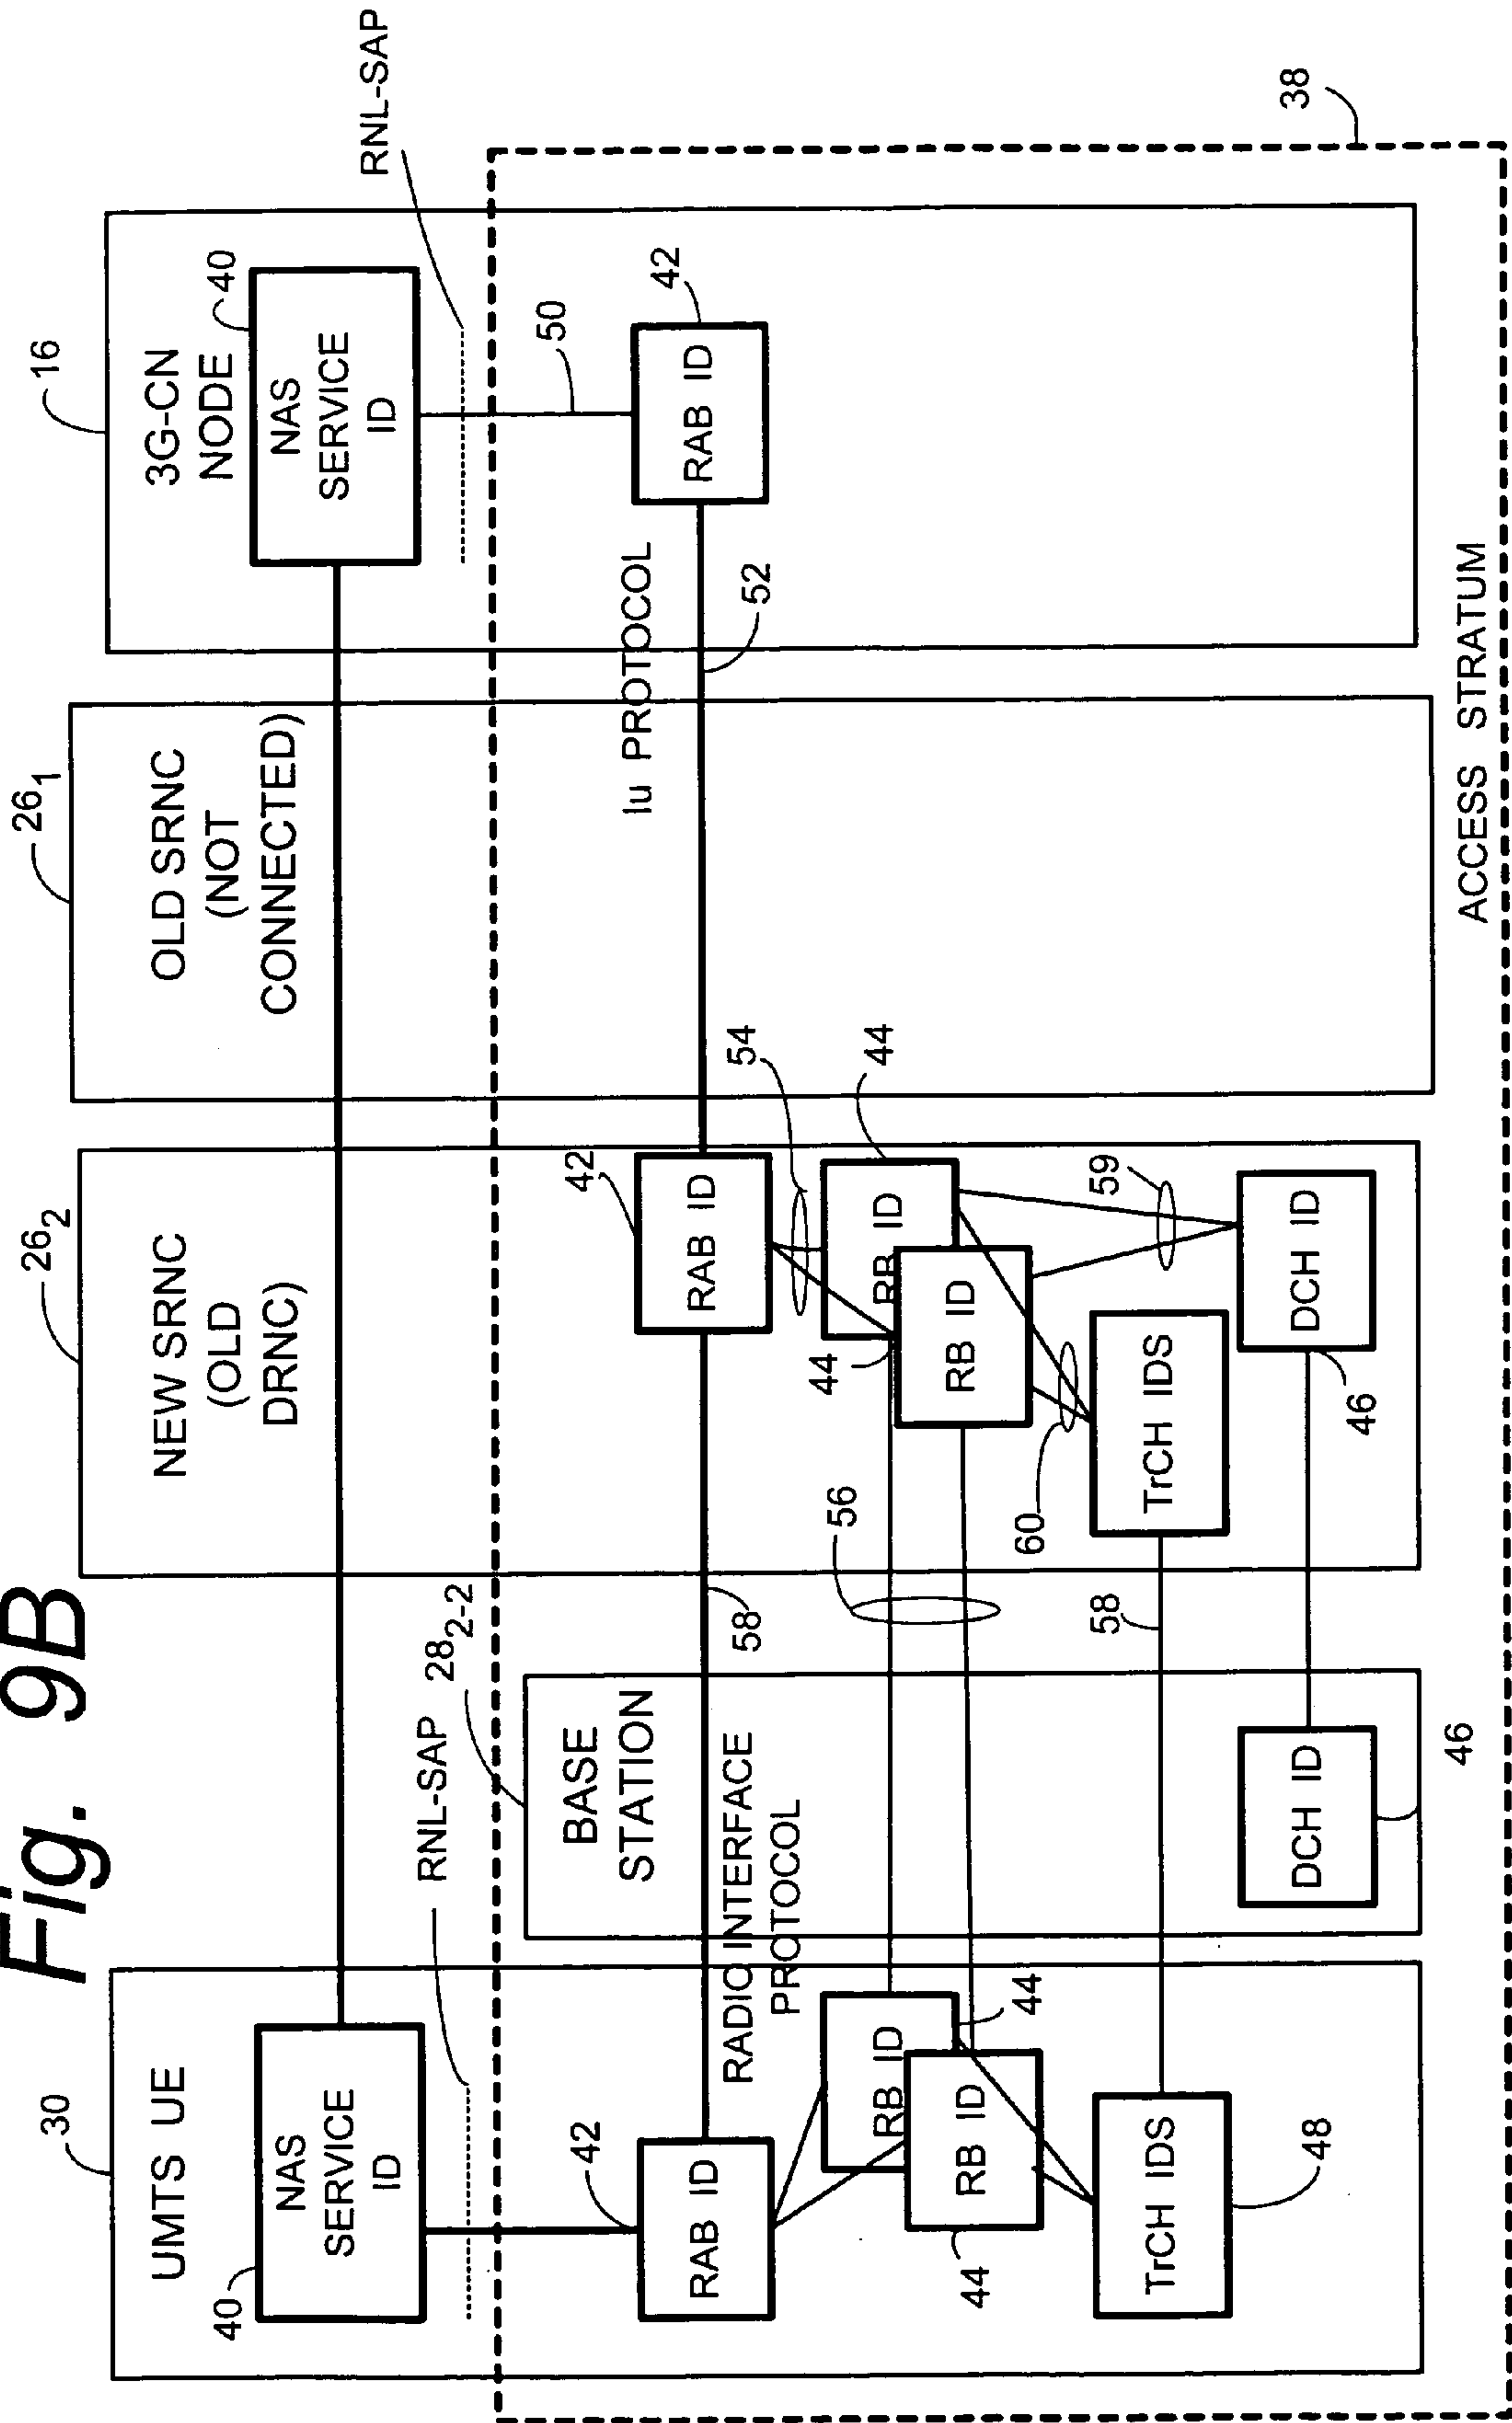 Fig. 9B
30
UMTS UE
40
NAS
SERVICE
ID
RNL-SAP
42
RAB ID
RADIO INTERFACE
PROTOCOL
RB ID
44
RB ID
44
TrCH IDS
48
28₂₋₂
BASE
STATION
DCH ID
46
58
56
58
26₂
NEW SRNC
(OLD
DRNC)
42
RAB ID
54
44
RB ID
44
RB ID
59
60
TrCH IDS
DCH ID
46
26₁
OLD SRNC
(NOT
CONNECTED)
Iu PROTOCOL
52
16
3G-CN
NODE
40
NAS
SERVICE
ID
RNL-SAP
50
42
RAB ID
38
ACCESS STRATUM